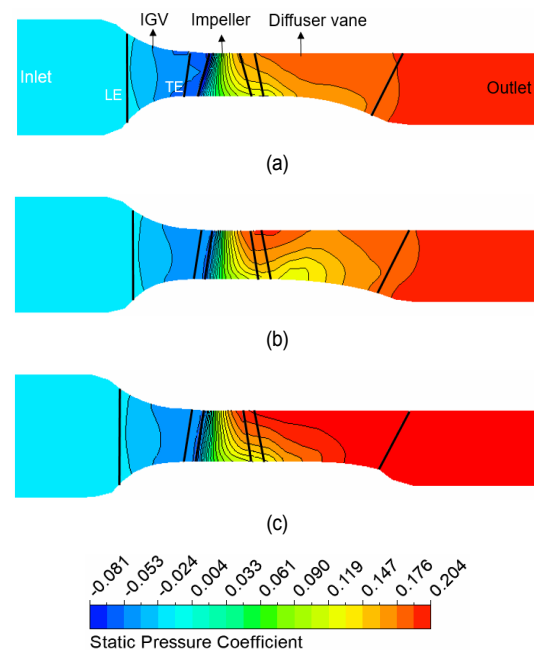 (a)
IGV Impeller Diffuser vane
Inlet
LE
TE
Outlet
(b)
(c)
-0.081 -0.053 -0.024 0.004 0.033 0.061 0.090 0.119 0.147 0.176 0.204
Static Pressure Coefficient